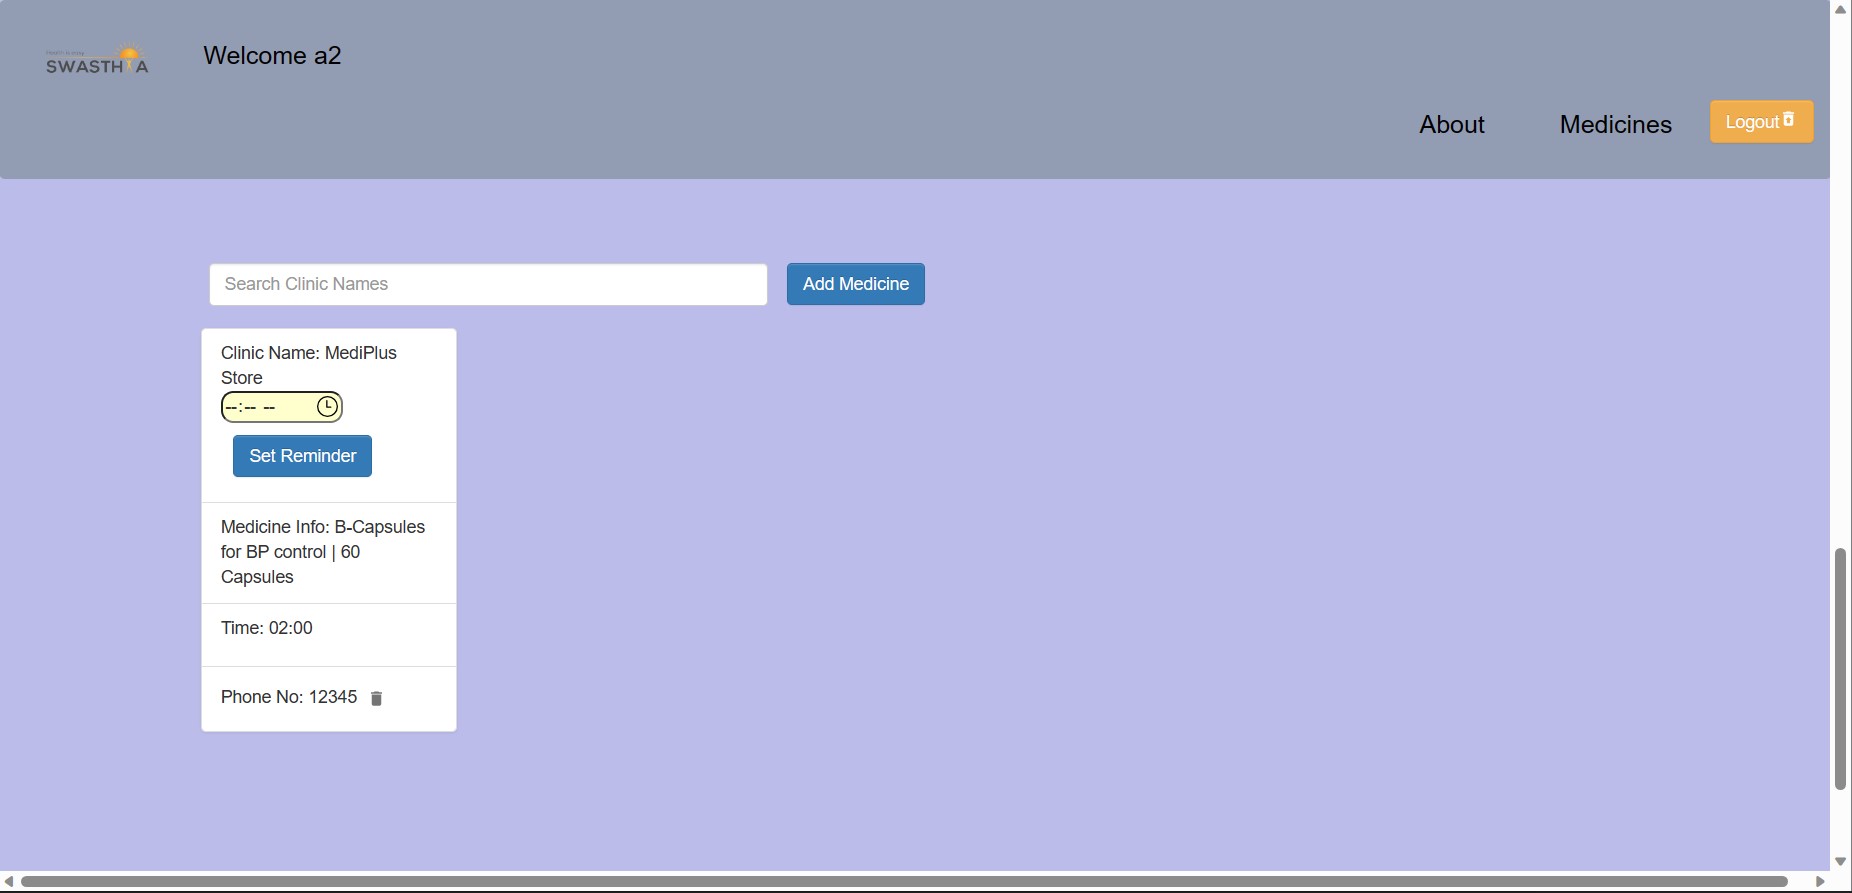 SWASTH A
Welcome a2
About
Medicines
Logout
Search Clinic Names
Add Medicine
Clinic Name: MediPlus
Store
--:-- --
Set Reminder
Medicine Info: B-Capsules
for BP control | 60
Capsules
Time: 02:00
Phone No: 12345